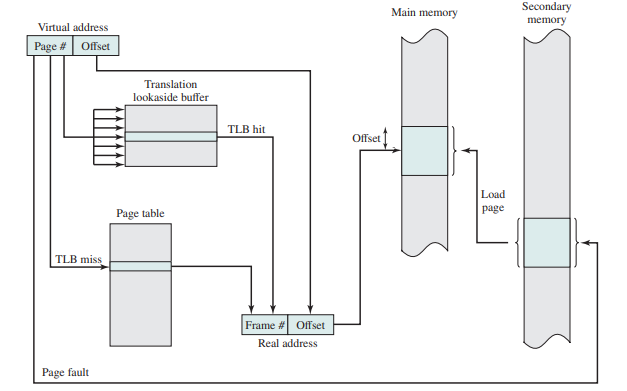 Virtual address
Page #
Offset
Main memory
Secondary
memory
Translation
lookaside buffer
TLB hit
Offset
Load
page
Page table
TLB miss
Frame #
Offset
Real address
Page fault